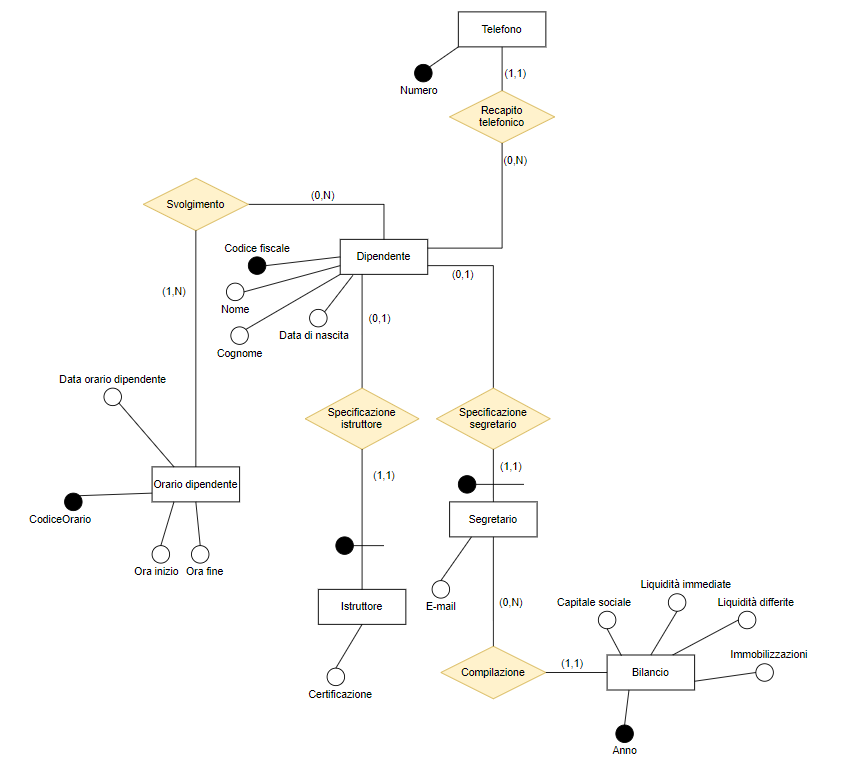 Telefono
(1,1)
Numero
Recapito
telefonico
(0,N)
Svolgimento
(0,N)
Codice fiscale
Dipendente
(0,1)
(1,N)
Nome
(0,1)
Data di nascita
Cognome
Data orario dipendente
Specificazione
istruttore
Specificazione
segretario
(1,1)
(1,1)
Orario dipendente
CodiceOrario
Segretario
Ora inizio
Ora fine
Istruttore
E-mail
(0,N)
Capitale sociale
Liquidità immediate
Liquidità differite
Immobilizzazioni
Certificazione
Compilazione
(1,1)
Bilancio
Anno